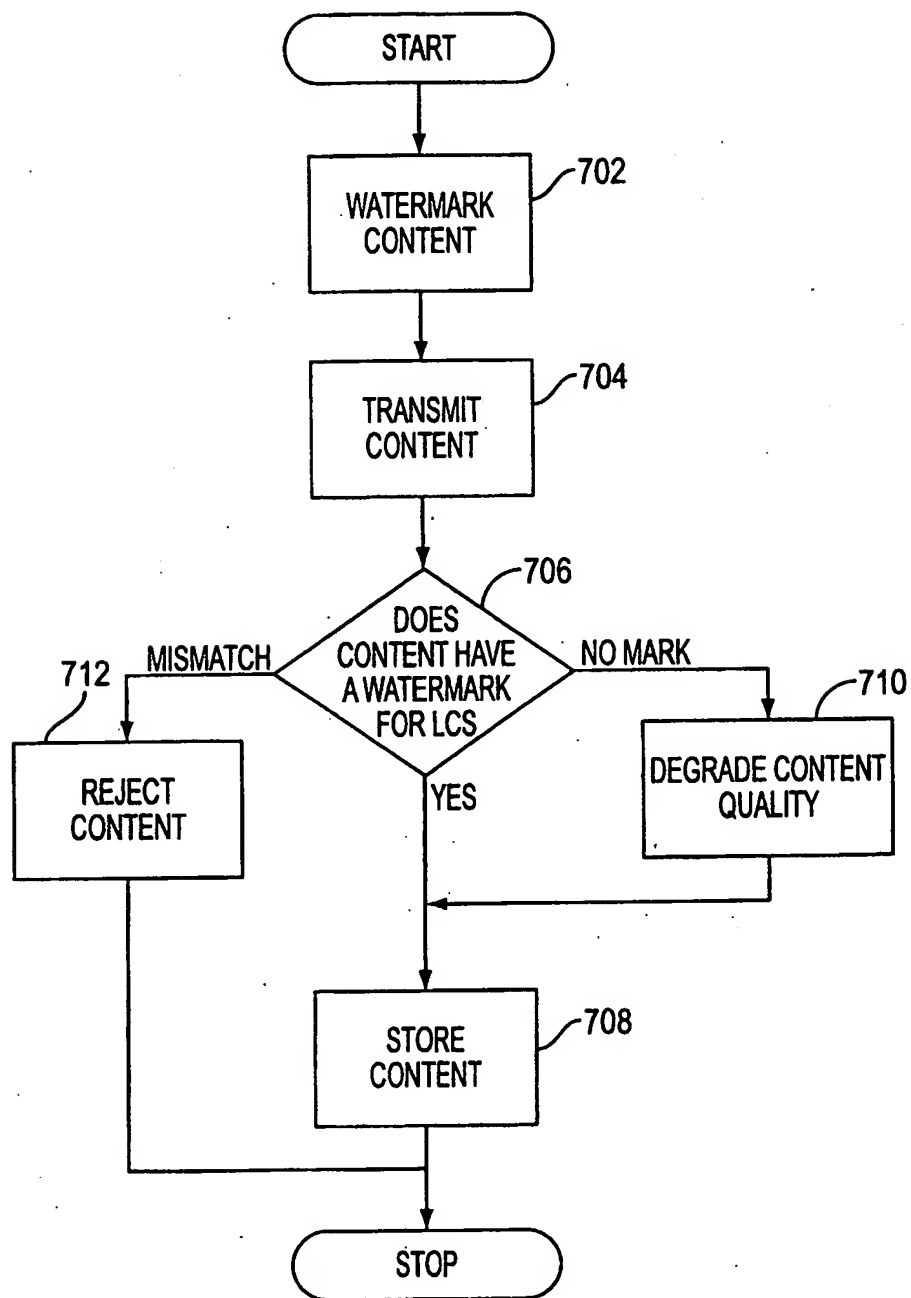 START
702
WATERMARK
CONTENT
704
TRANSMIT
CONTENT
706
DOES
CONTENT HAVE
A WATERMARK
FOR LCS
MISMATCH
NO MARK
712
710
REJECT
CONTENT
YES
DEGRADE CONTENT
QUALITY
708
STORE
CONTENT
STOP